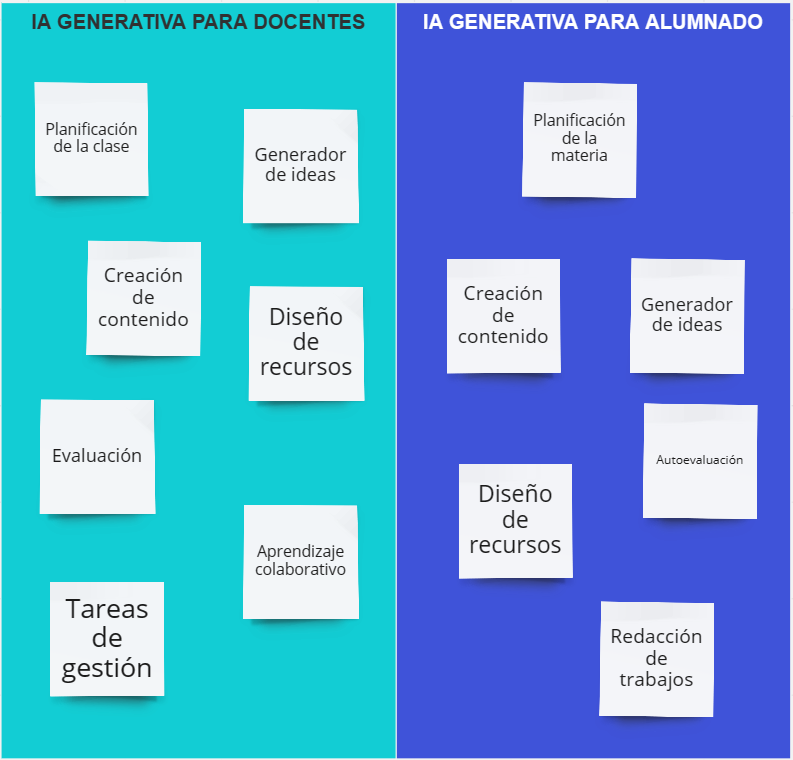 IA GENERATIVA PARA DOCENTES
Planificación
de la clase
Generador
de ideas
Creación
de
contenido
Diseño
de
recursos
Evaluación
Aprendizaje
colaborativo
Tareas
de
gestión
IA GENERATIVA PARA ALUMNADO
Planificación
de la
materia
Creación
de
contenido
Generador
de ideas
Autoevaluación
Diseño
de
recursos
Redacción
de
trabajos